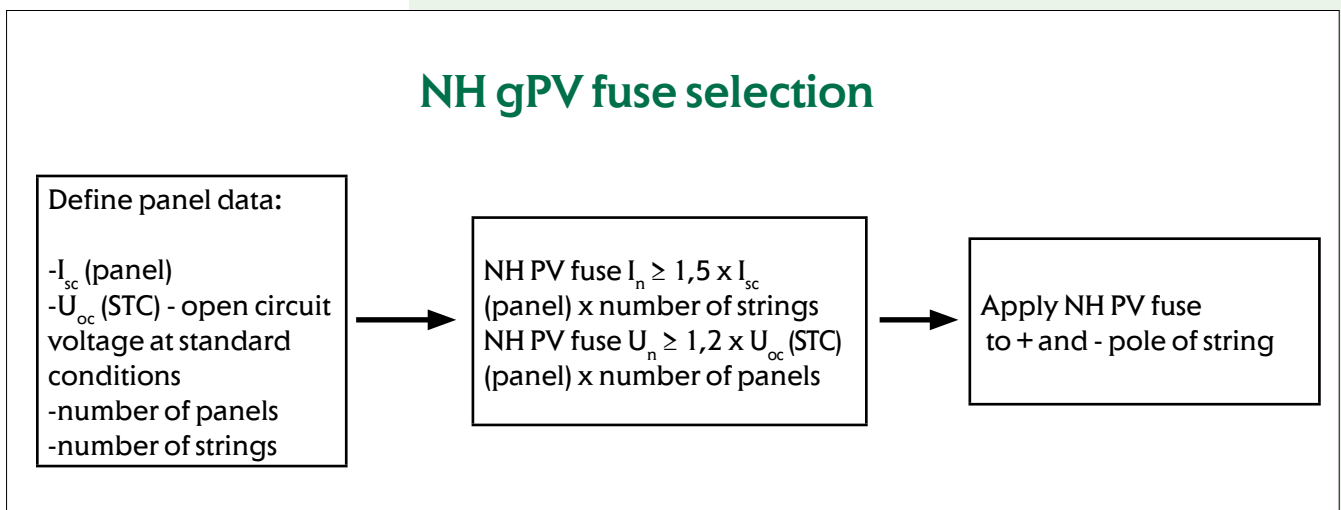 NH gPV fuse selection
Define panel data:
-Isc (panel)
-Uoc (STC) - open circuit
voltage at standard
conditions
-number of panels
-number of strings
NH PV fuse In ≥ 1,5 x Isc
(panel) x number of strings
NH PV fuse Un ≥ 1,2 x Uoc (STC)
(panel) x number of panels
Apply NH PV fuse
to + and - pole of string